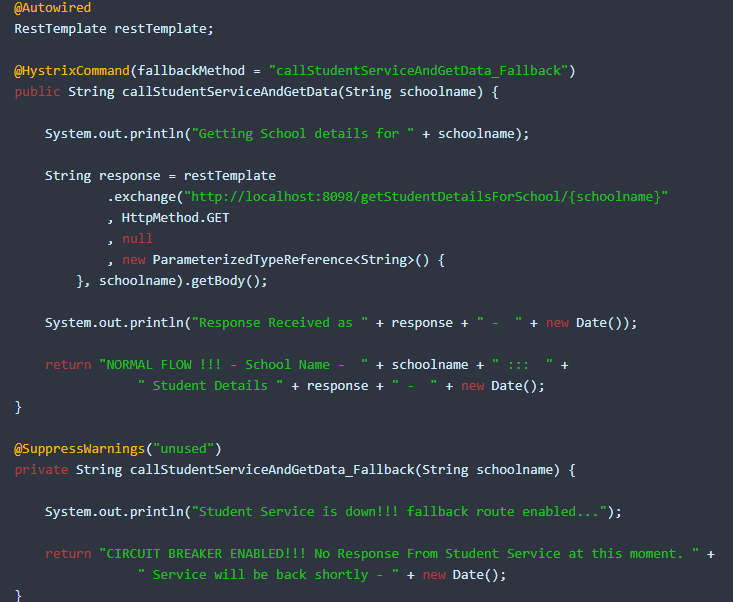 @Autowired
RestTemplate restTemplate;
@HystrixCommand(fallbackMethod = "callStudentServiceAndGetData_Fallback")
public String callStudentServiceAndGetData(String schoolname) {
System.out.println("Getting School details for " + schoolname);
String response = restTemplate
.exchange("http://localhost:8098/getStudentDetailsForSchool/{schoolname}"
, HttpMethod.GET
, null
, new ParameterizedTypeReference<String>() {
}, schoolname).getBody();
System.out.println("Response Received as " + response + " -  " + new Date());
return "NORMAL FLOW !!! - School Name -  " + schoolname + " :::  " +
" Student Details " + response + " -  " + new Date();
}
@SuppressWarnings("unused")
private String callStudentServiceAndGetData_Fallback(String schoolname) {
System.out.println("Student Service is down!!! fallback route enabled...");
return "CIRCUIT BREAKER ENABLED!!! No Response From Student Service at this moment. " +
" Service will be back shortly - " + new Date();
}